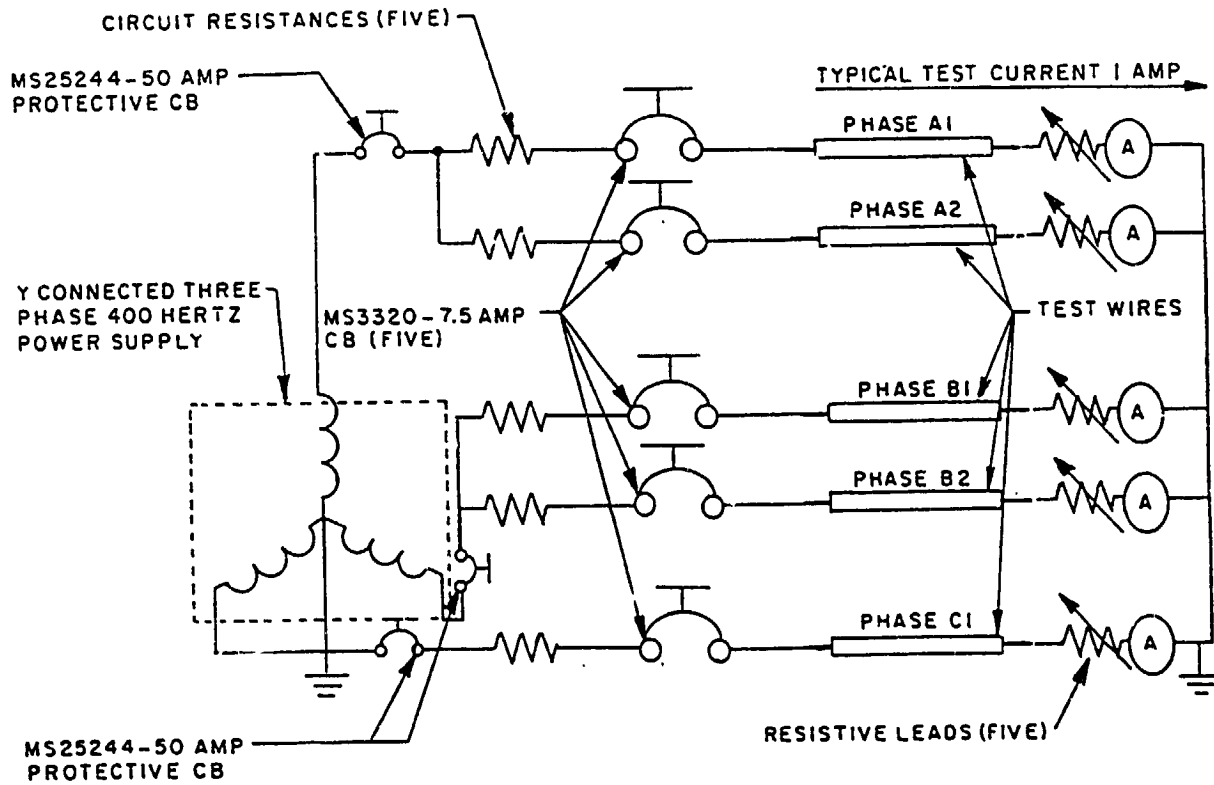 CIRCUIT RESISTANCES (FIVE)
MS25244-50 AMP
PROTECTIVE CB
TYPICAL TEST CURRENT 1 AMP
PHASE A1
A
PHASE A2
A
Y CONNECTED THREE
PHASE 400 HERTZ
POWER SUPPLY
MS3320-7.5 AMP
CB (FIVE)
TEST WIRES
PHASE B1
A
PHASE B2
A
PHASE C1
A
RESISTIVE LEADS (FIVE)
MS25244-50 AMP
PROTECTIVE CB